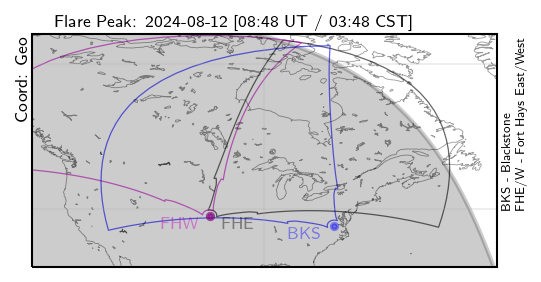 Flare Peak: 2024-08-12 [08:48 UT / 03:48 CST]
Coord: Geo
FHW
FHE
BKS
BKS - Blackstone
FHE/W - Fort Hays East/West